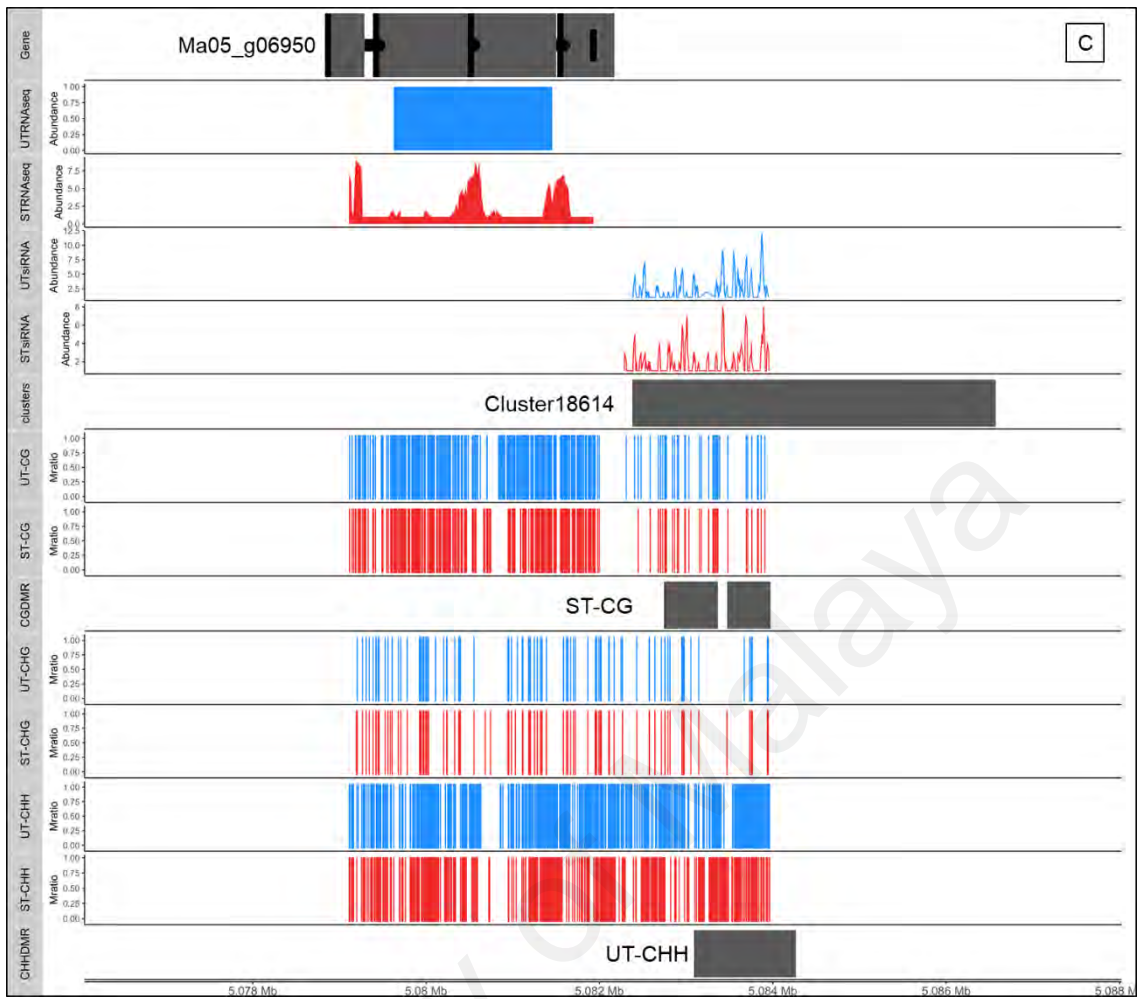 Gene
Ma05_g06950
C
UTRNAseq
Abundance
1.00
0.75
0.50
0.25
0.00
STRNAseq
Abundance
7.5
5.0
2.5
0.0
UTsiRNA
Abundance
12.5
10.0
7.5
5.0
2.5
STsiRNA
Abundance
8
6
4
2
clusters
Cluster18614
UT-CG
Mratio
1.00
0.75
0.50
0.25
0.00
ST-CG
Mratio
1.00
0.75
0.50
0.25
0.00
CGDMR
ST-CG
UT-CHG
Mratio
1.00
0.75
0.50
0.25
0.00
ST-CHG
Mratio
1.00
0.75
0.50
0.25
0.00
UT-CHH
Mratio
1.00
0.75
0.50
0.25
0.00
ST-CHH
Mratio
1.00
0.75
0.50
0.25
0.00
CHHDMR
UT-CHH
5.078 Mb 5.08 Mb 5.082 Mb 5.084 Mb 5.086 Mb 5.088 M
of Malaya